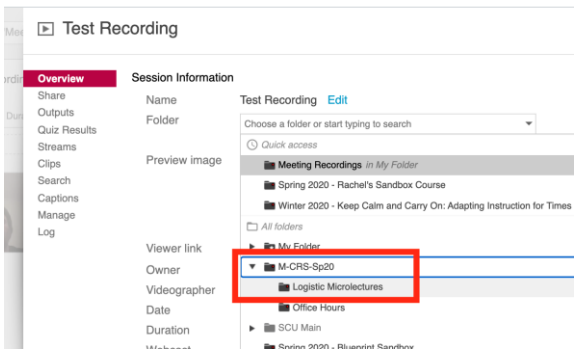 Test Recording
Overview
Share
Outputs
Quiz Results
Streams
Clips
Search
Captions
Manage
Log
Session Information
Name Test Recording Edit
Folder Choose a folder or start typing to search
Quick access
Preview image Meeting Recordings in My Folder
Spring 2020 - Rachel's Sandbox Course
Winter 2020 - Keep Calm and Carry On: Adapting Instruction for Times
All folders
Viewer link My Folder
Owner M-CRS-Sp20
Videographer Logistic Microlectures
Date Office Hours
Duration SCU Main
Webcast Spring 2020 - Blueprint Sandbox